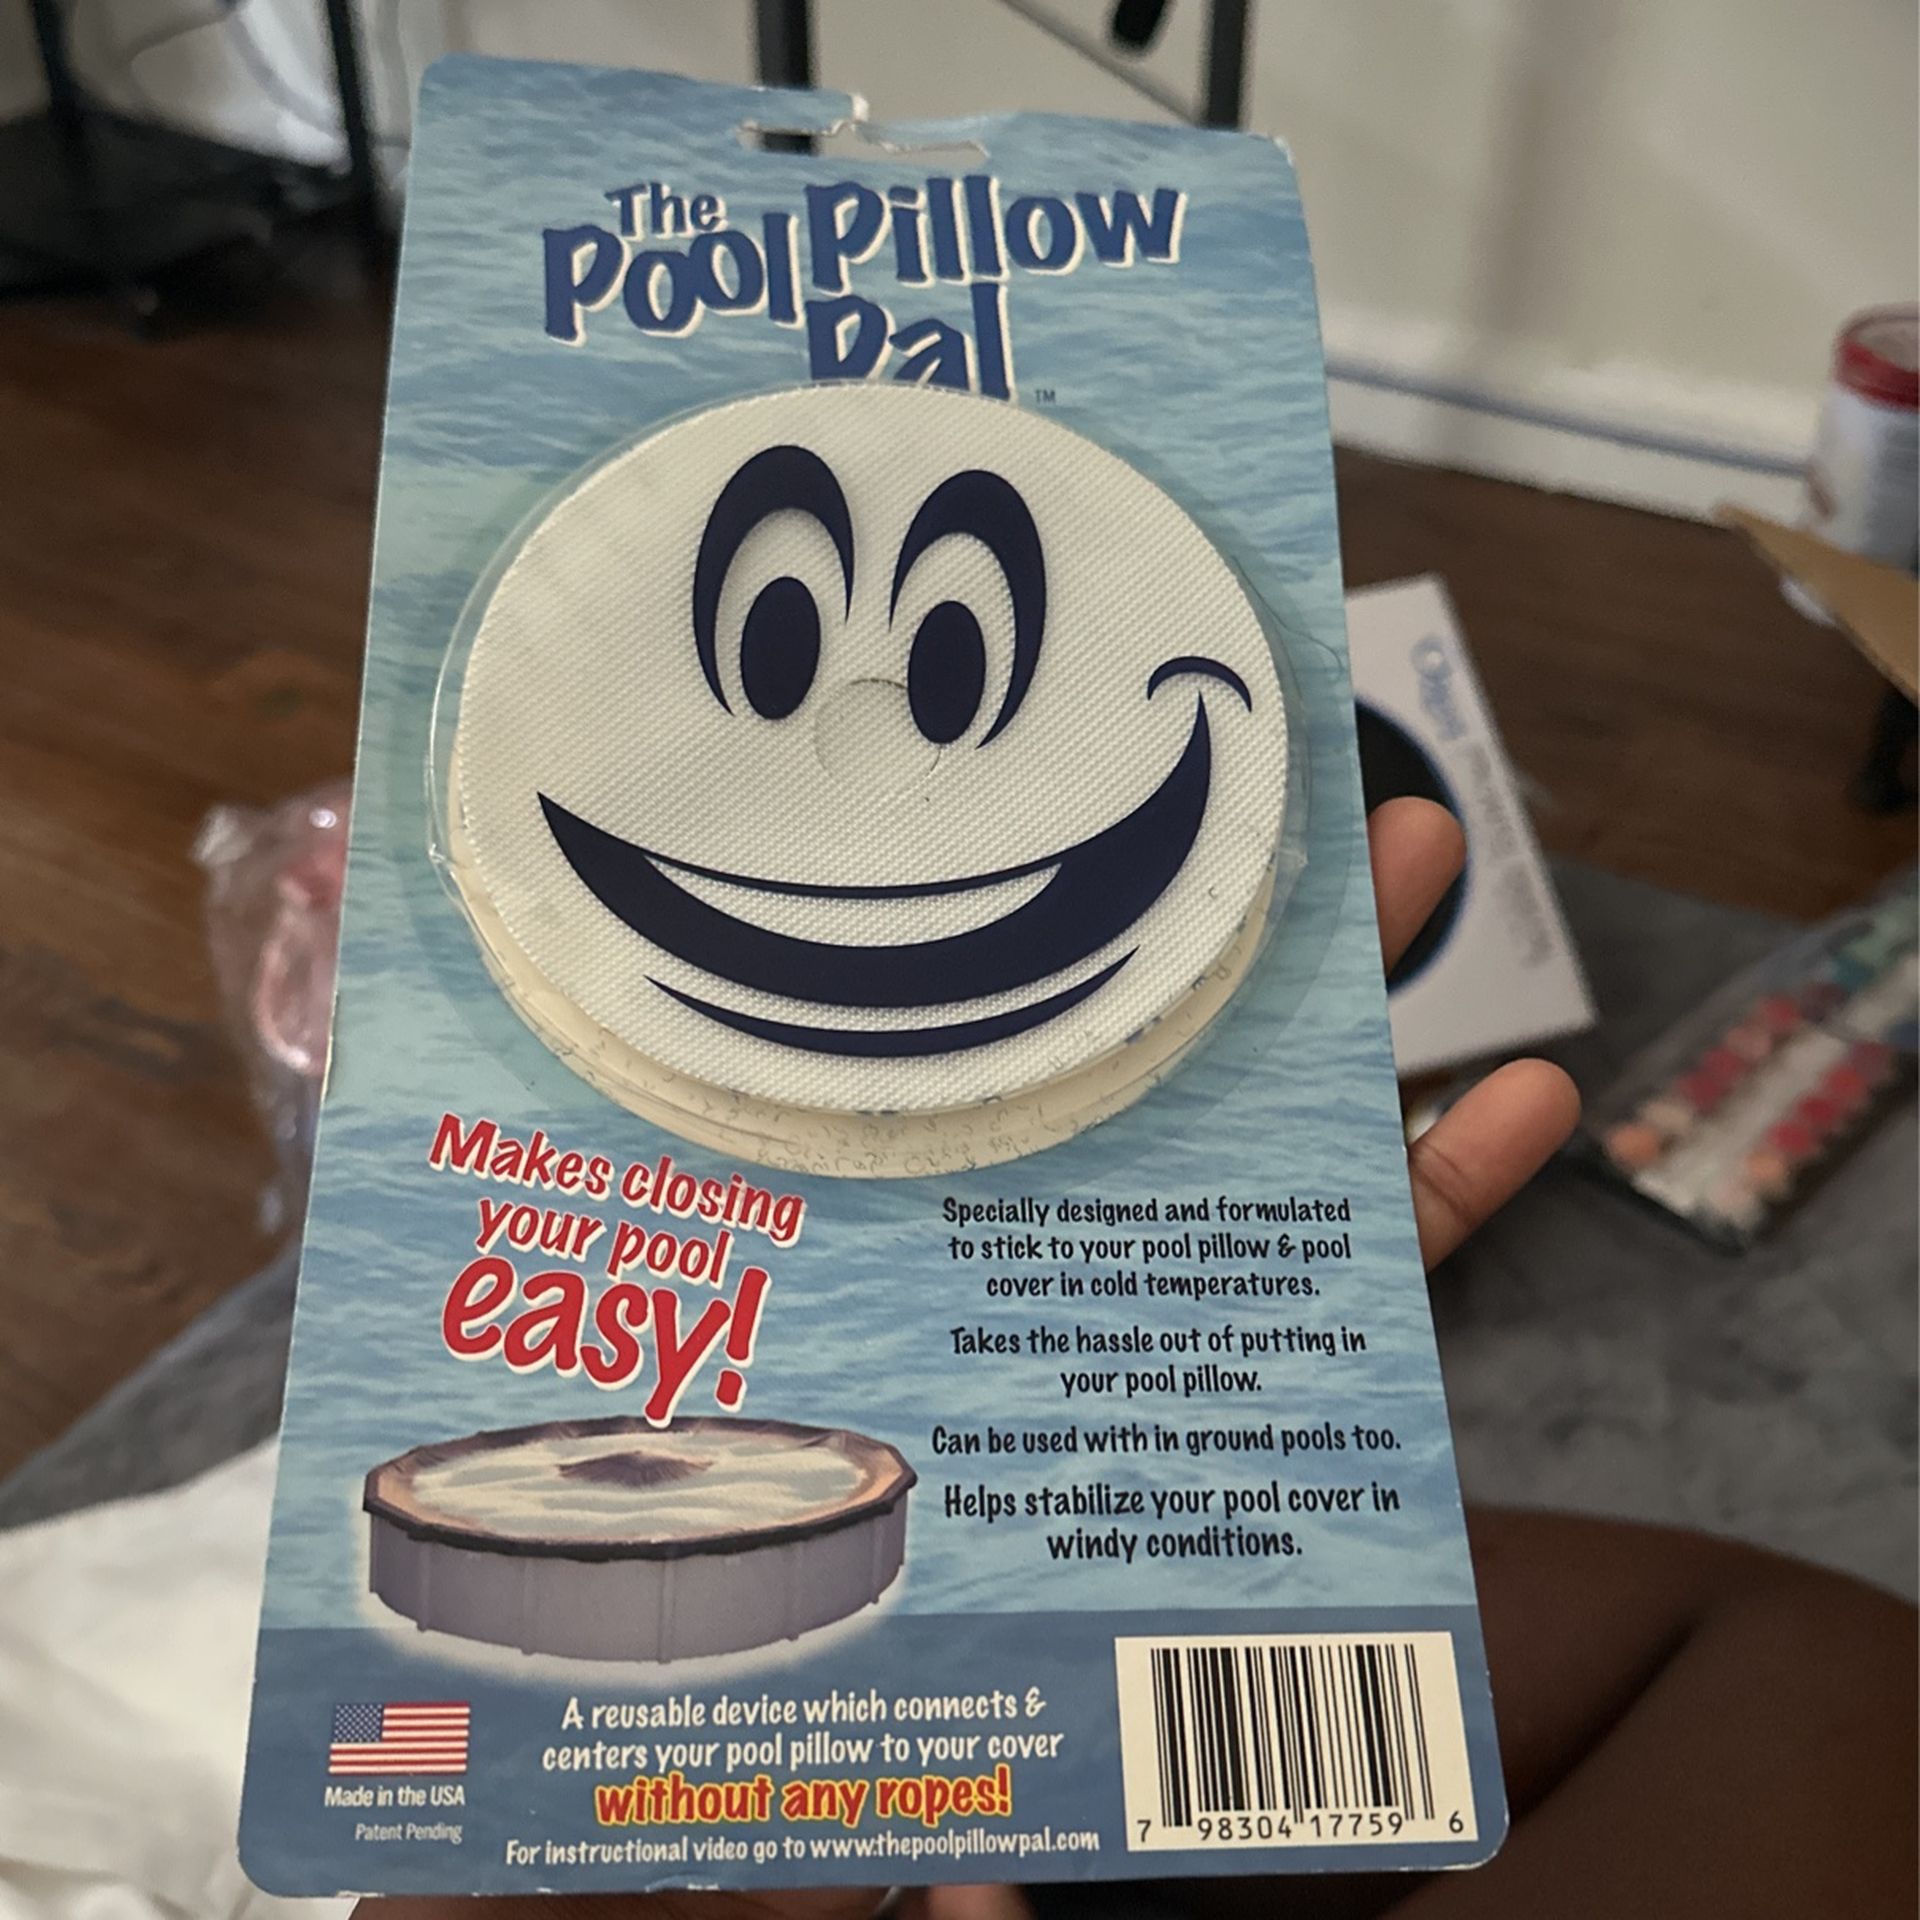 The
Pool Pillow
Pal
TM
Makes closing
your pool
easy!
Specially designed and formulated
to stick to your pool pillow & pool
cover in cold temperatures.
Takes the hassle out of putting in
your pool pillow.
Can be used with in ground pools too.
Helps stabilize your pool cover in
windy conditions.
Made in the USA
Patent Pending
A reusable device which connects &
centers your pool pillow to your cover
without any ropes!
For instructional video go to www.thepoolpillowpal.com
7 98304 17759 6